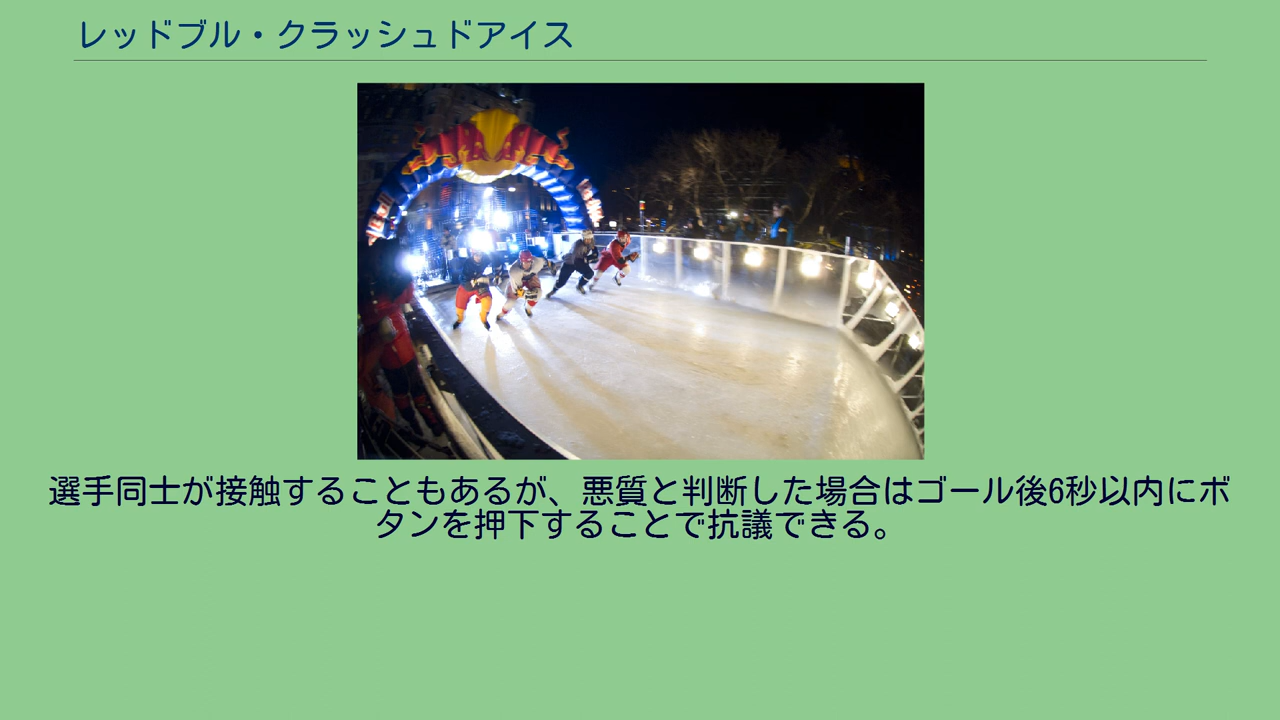 レッドブル・クラッシュドアイス
選手同士が接触することもあるが、悪質と判断した場合はゴール後6秒以内にボ
タンを押下することで抗議できる。